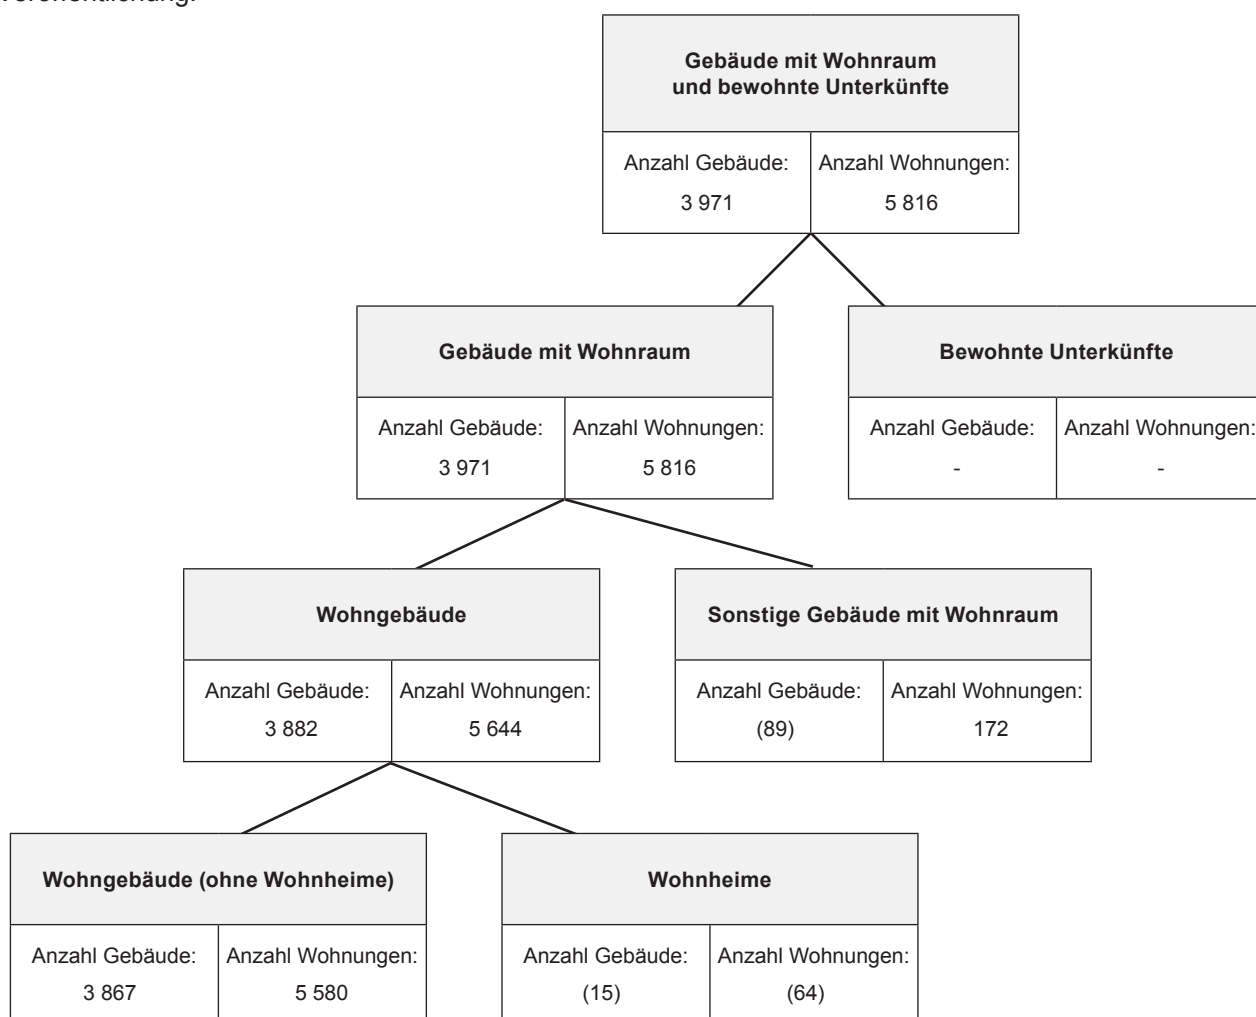 Veröffentlichung.
Gebäude mit Wohnraum
und bewohnte Unterkünfte
Anzahl Gebäude:
3 971
Anzahl Wohnungen:
5 816
Gebäude mit Wohnraum
Anzahl Gebäude:
3 971
Anzahl Wohnungen:
5 816
Bewohnte Unterkünfte
Anzahl Gebäude:
-
Anzahl Wohnungen:
-
Wohngebäude
Anzahl Gebäude:
3 882
Anzahl Wohnungen:
5 644
Sonstige Gebäude mit Wohnraum
Anzahl Gebäude:
(89)
Anzahl Wohnungen:
172
Wohngebäude (ohne Wohnheime)
Anzahl Gebäude:
3 867
Anzahl Wohnungen:
5 580
Wohnheime
Anzahl Gebäude:
(15)
Anzahl Wohnungen:
(64)